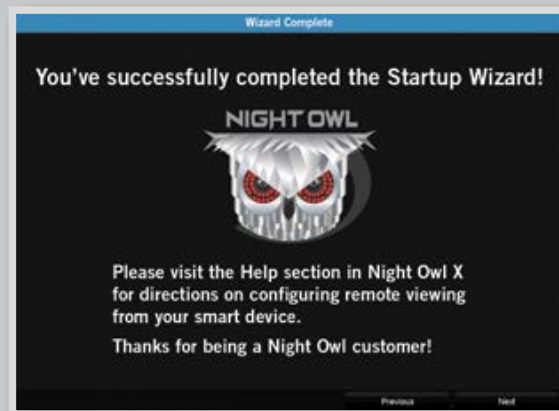 Wizard Complete
You've successfully completed the Startup Wizard!
NIGHT OWL
Please visit the Help section in Night Owl X
for directions on configuring remote viewing
from your smart device.
Thanks for being a Night Owl customer!
Previous Next